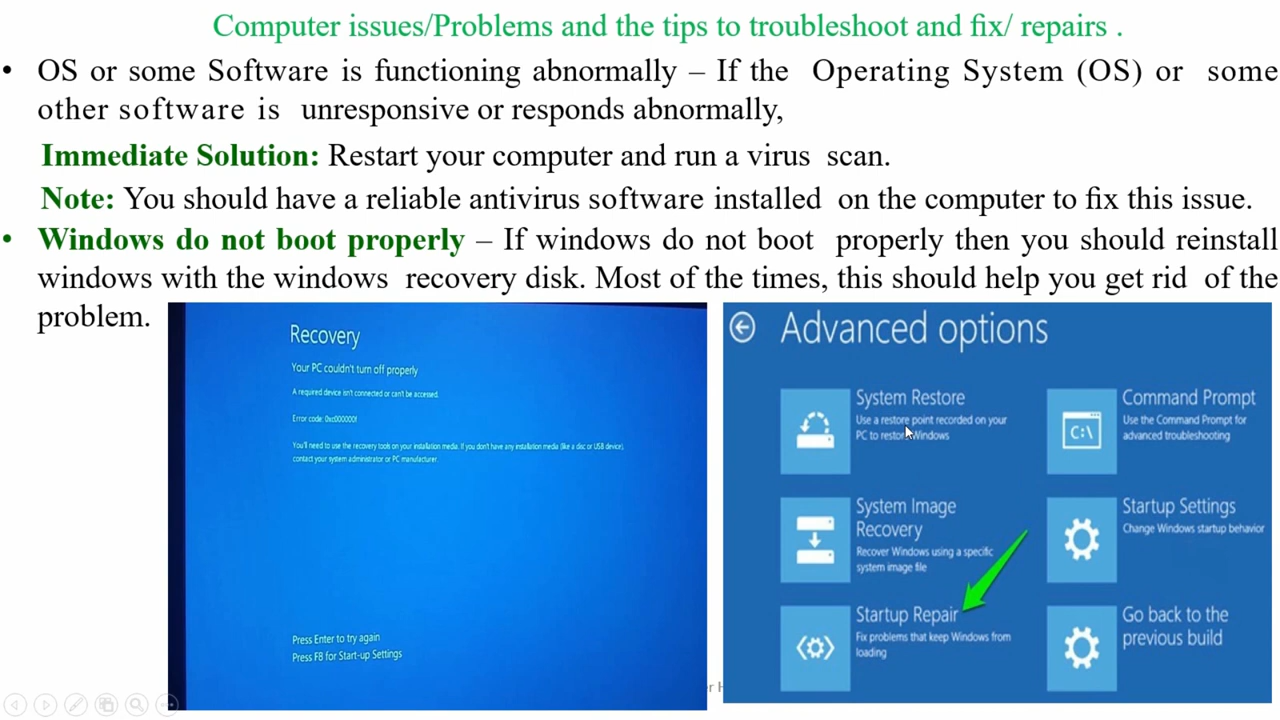 Computer issues/Problems and the tips to troubleshoot and fix/ repairs .
• OS or some Software is functioning abnormally – If the Operating System (OS) or some
other software is unresponsive or responds abnormally,
Immediate Solution: Restart your computer and run a virus scan.
Note: You should have a reliable antivirus software installed on the computer to fix this issue.
• Windows do not boot properly – If windows do not boot properly then you should reinstall
windows with the windows recovery disk. Most of the times, this should help you get rid of the
problem.
Recovery
Your PC couldn't turn off properly
A required device isn't connected or can't be accessed.
Error code: 0xc000000f
You'll need to use the recovery tools on your installation media. If you don't have any installation media (like a disc or USB device),
contact your system administrator or PC manufacturer.
Press Enter to try again
Press F8 for Start-up Settings
Advanced options
System Restore
Use a restore point recorded on your
PC to restore Windows
System Image
Recovery
Recover Windows using a specific
system image file
Startup Repair
Fix problems that keep Windows from
loading
Command Prompt
C:\
Use the Command Prompt for
advanced troubleshooting
Startup Settings
Change Windows startup behavior
Go back to the
previous build